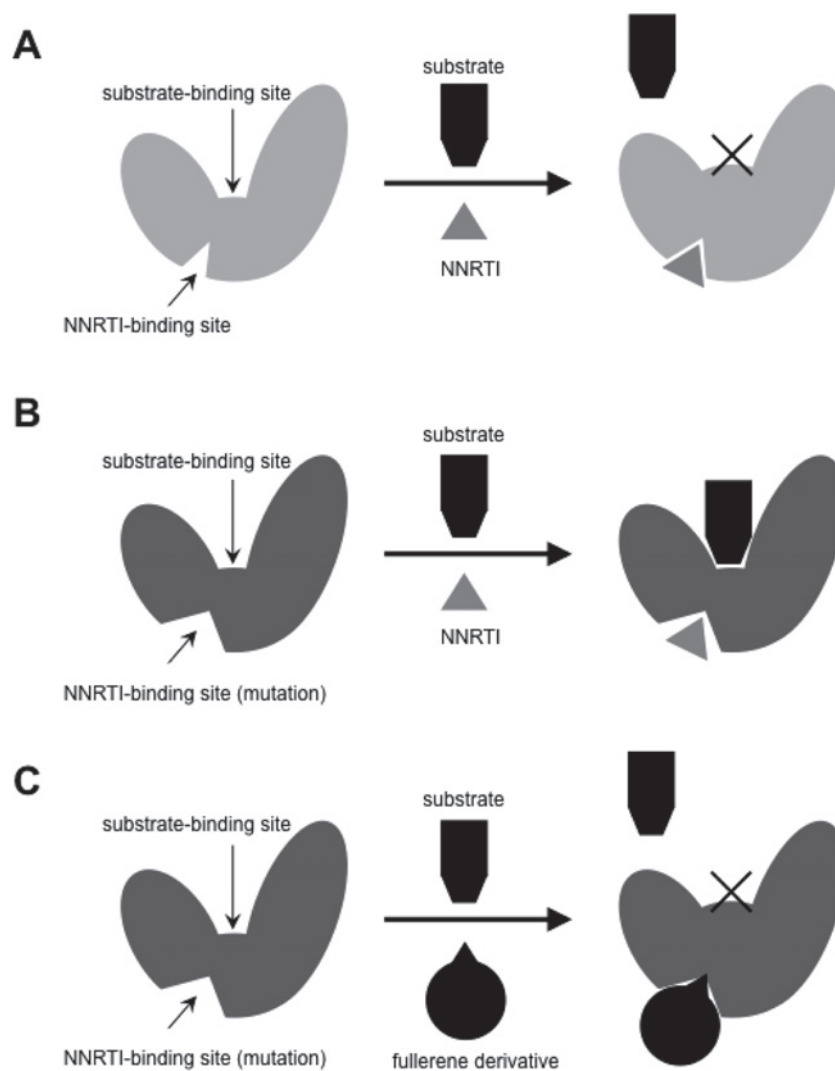 A
substrate
substrate-binding site
NNRTI
NNRTI-binding site
B
substrate
substrate-binding site
NNRTI
NNRTI-binding site (mutation)
C
substrate
substrate-binding site
NNRTI-binding site (mutation)
fullerene derivative